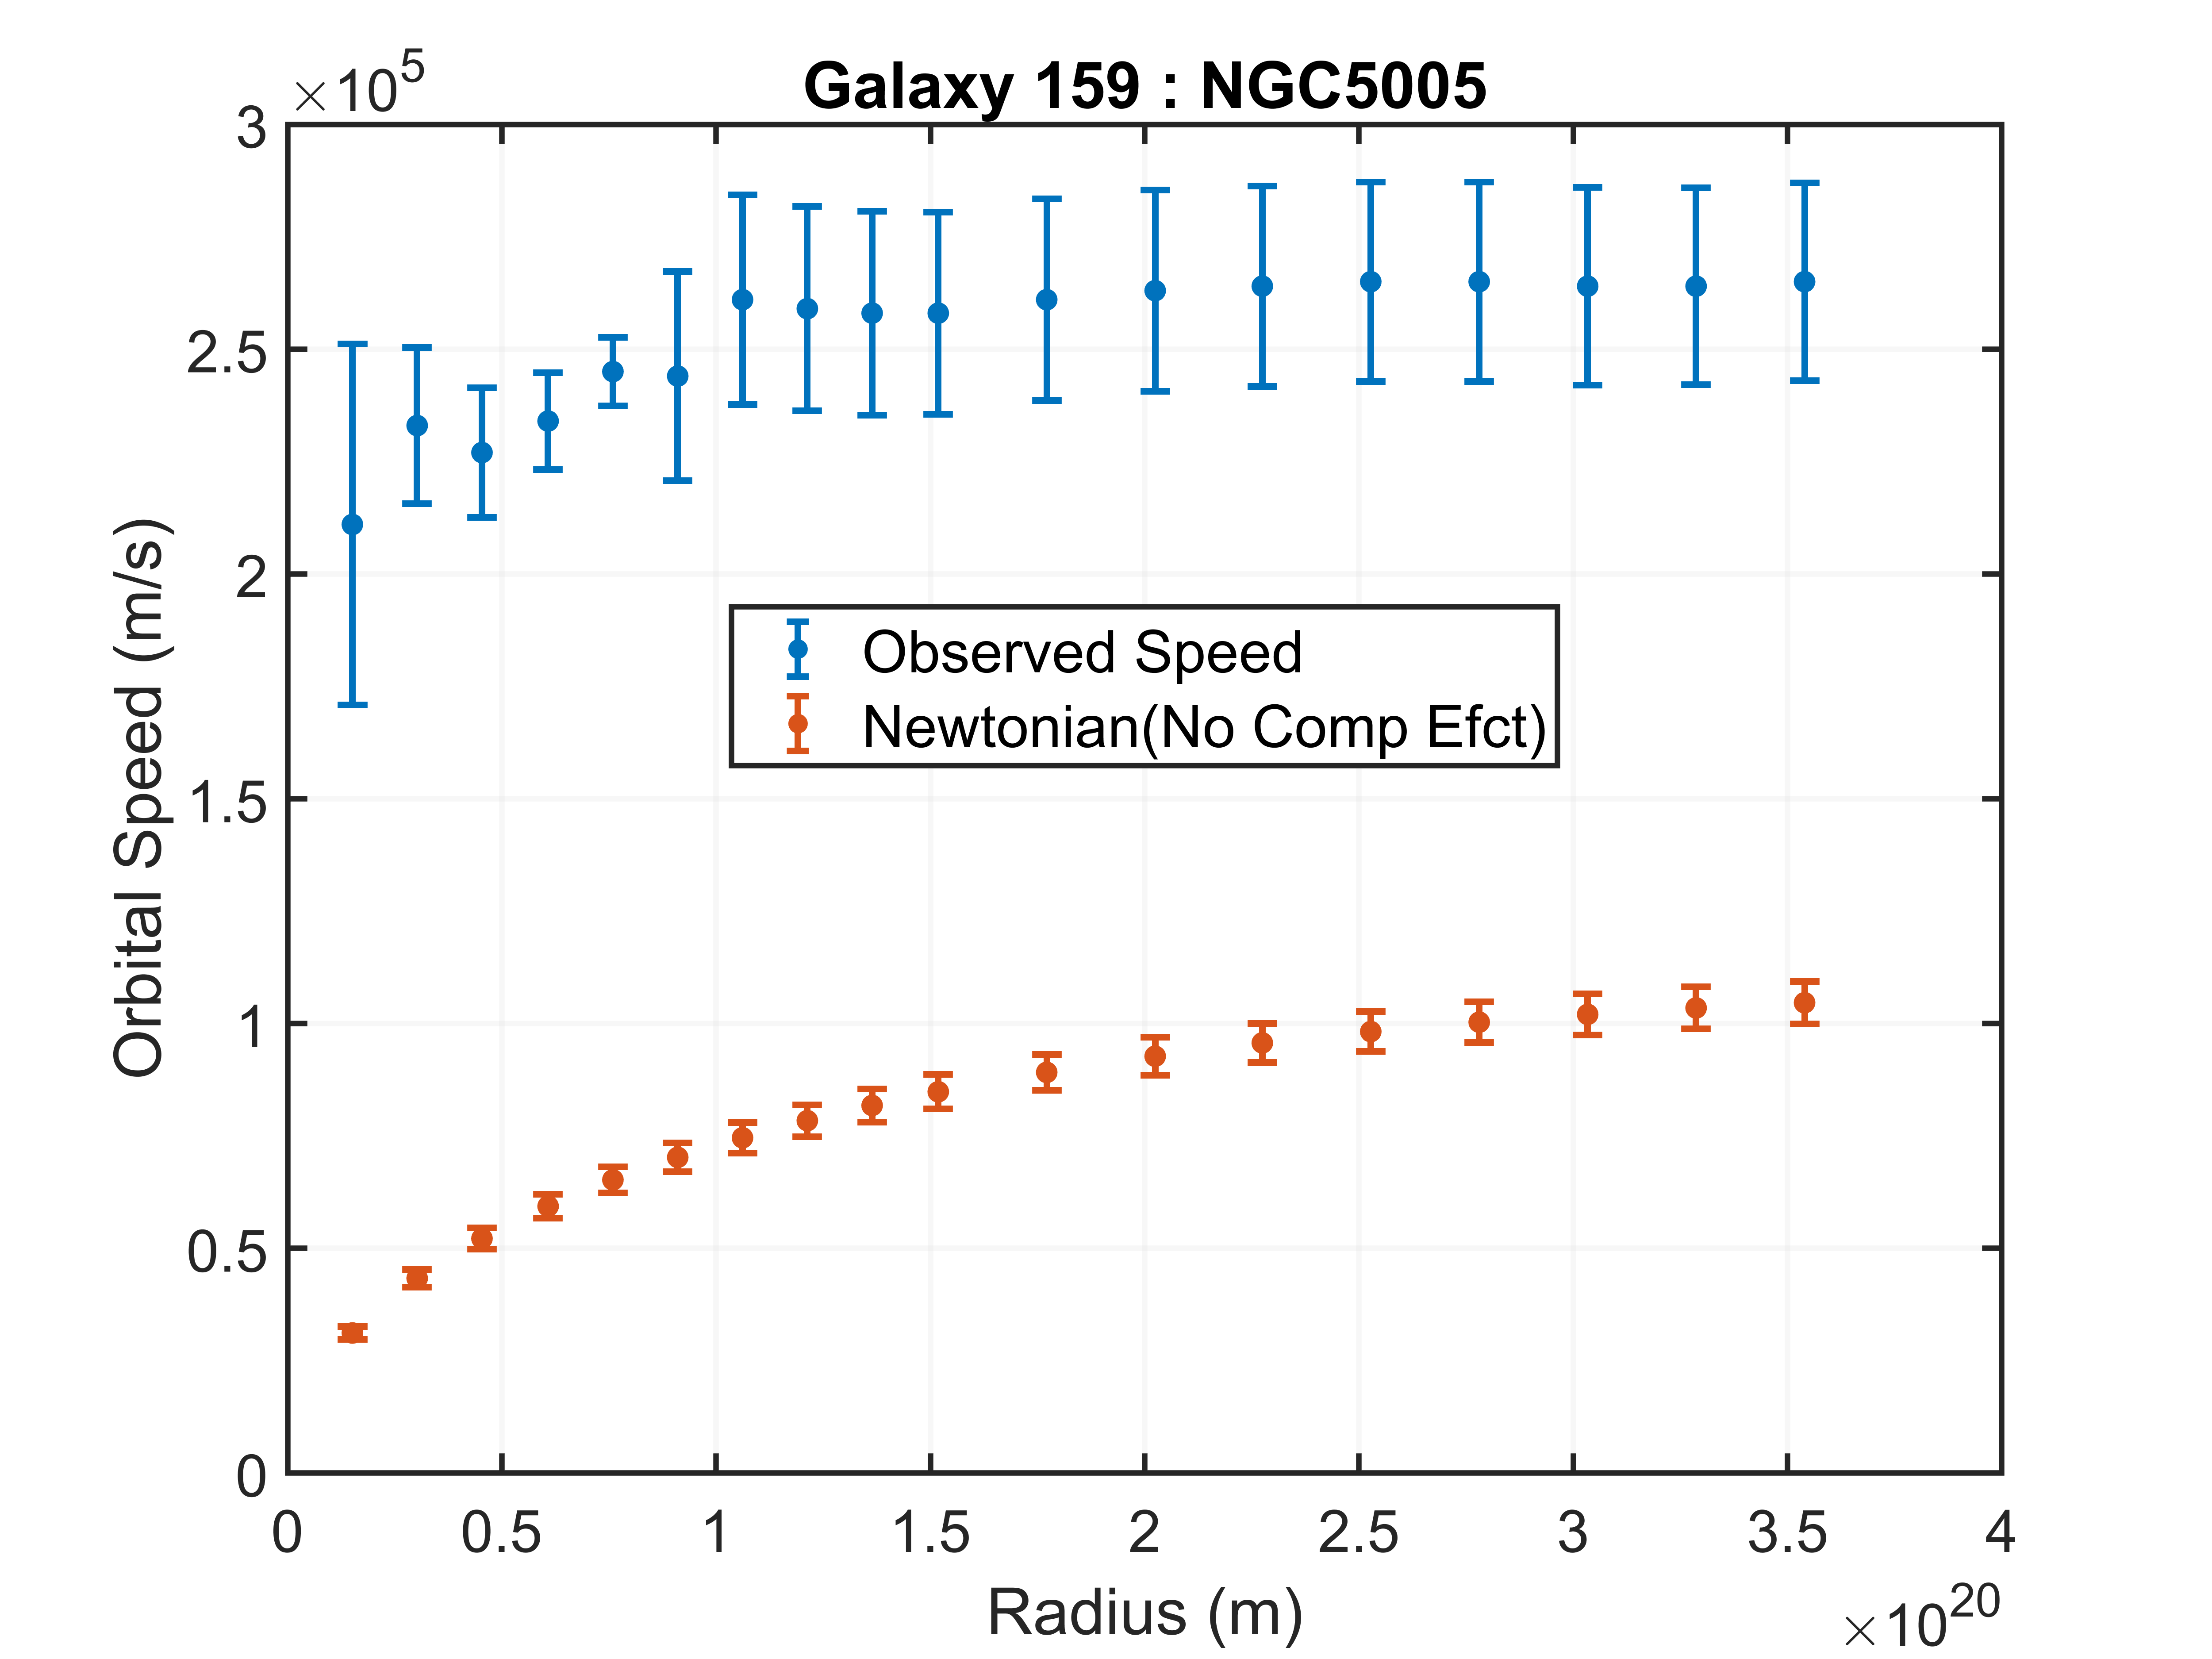 Galaxy 159 : NGC5005
×10^5
3
2.5
2
1.5
1
0.5
0
Orbital Speed (m/s)
Observed Speed
Newtonian(No Comp Efct)
0 0.5 1 1.5 2 2.5 3 3.5 4
Radius (m)
×10^20